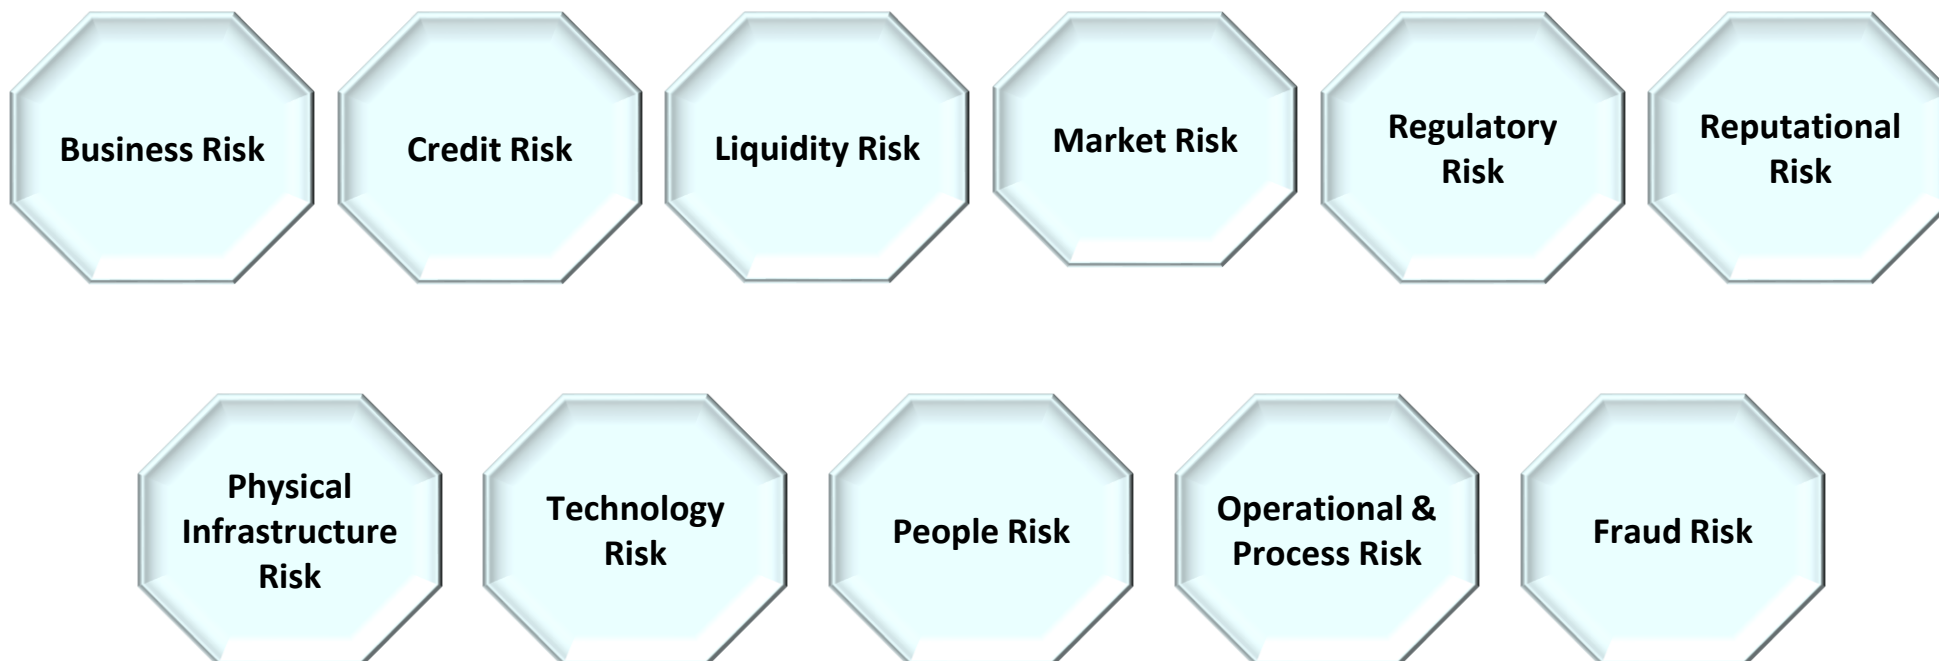 Business Risk
Credit Risk
Liquidity Risk
Market Risk
Regulatory
Risk
Reputational
Risk
Physical
Infrastructure
Risk
Technology
Risk
People Risk
Operational &
Process Risk
Fraud Risk